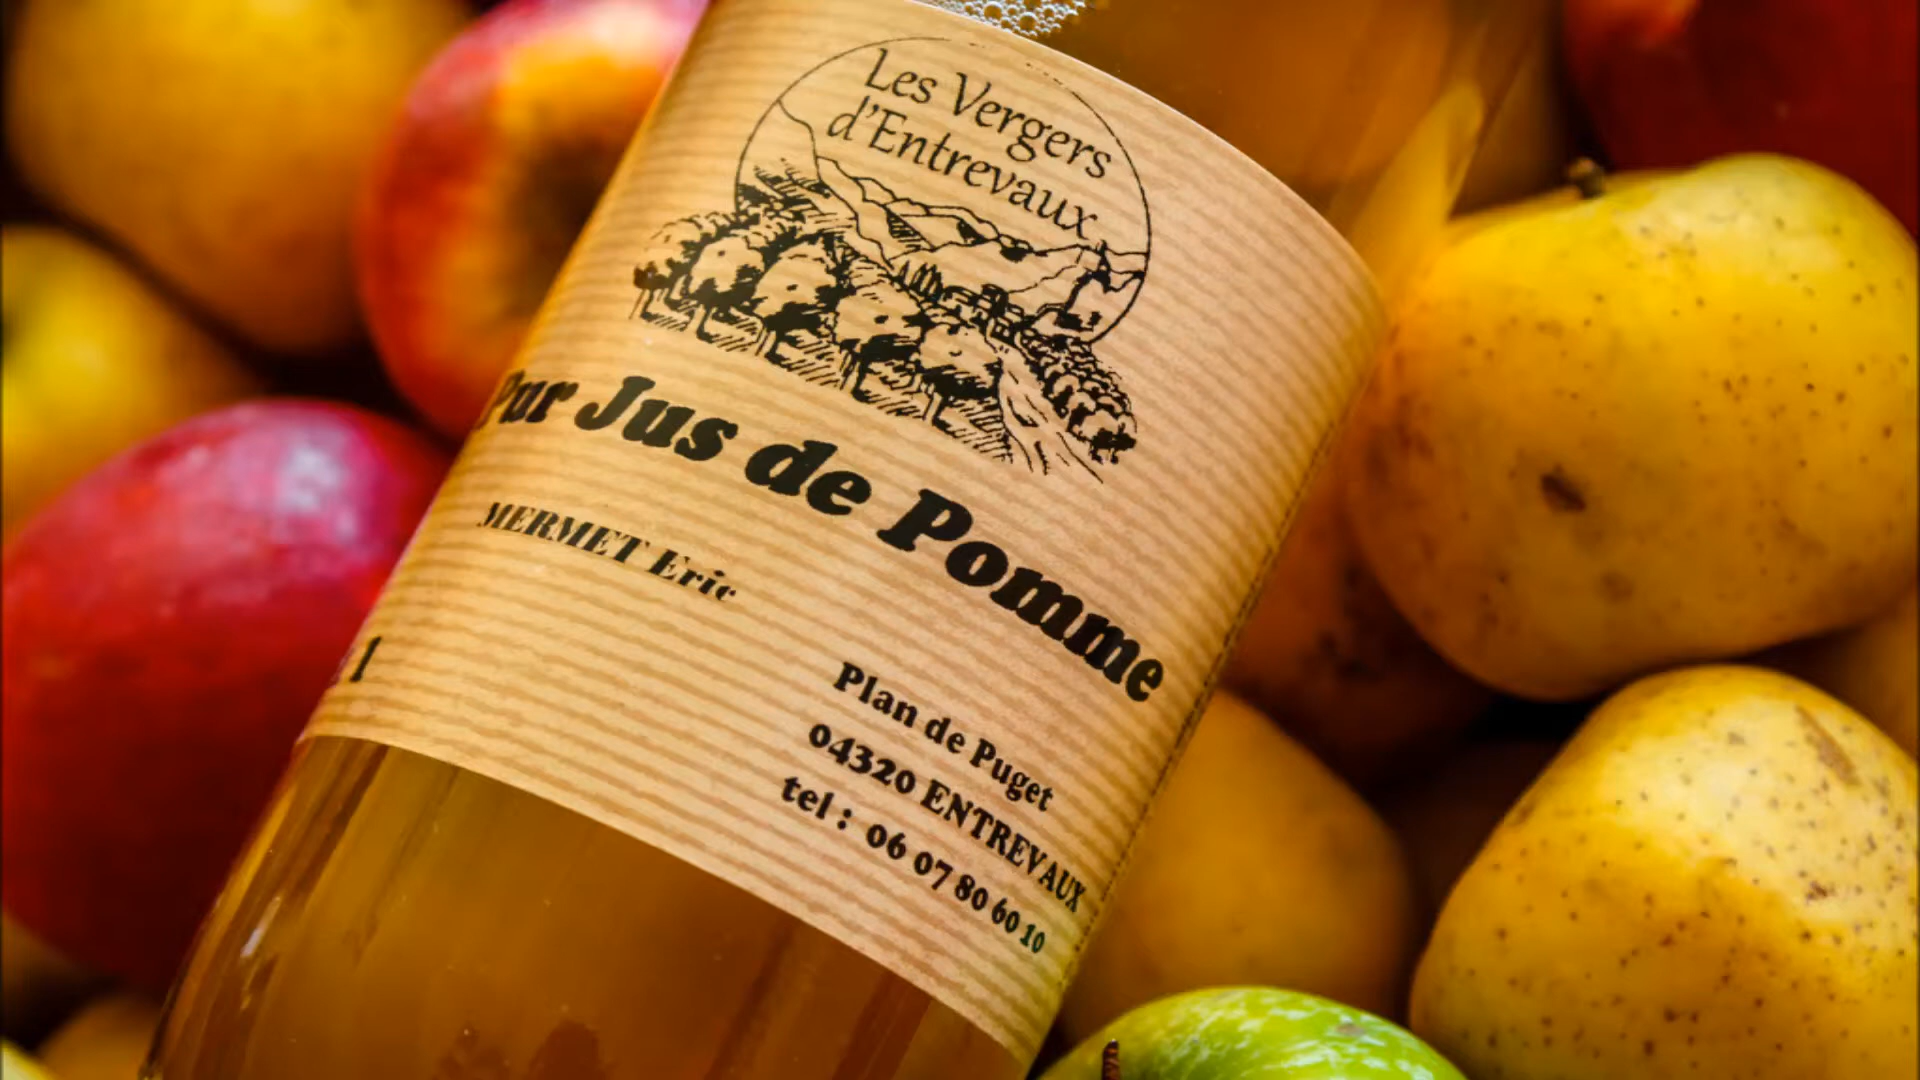 Les Vergers
d'Entrevaux
Pur Jus de Pomme
MERMET Eric
1
Plan de Puget
04320 ENTREVAUX
tel : 06 07 80 60 10